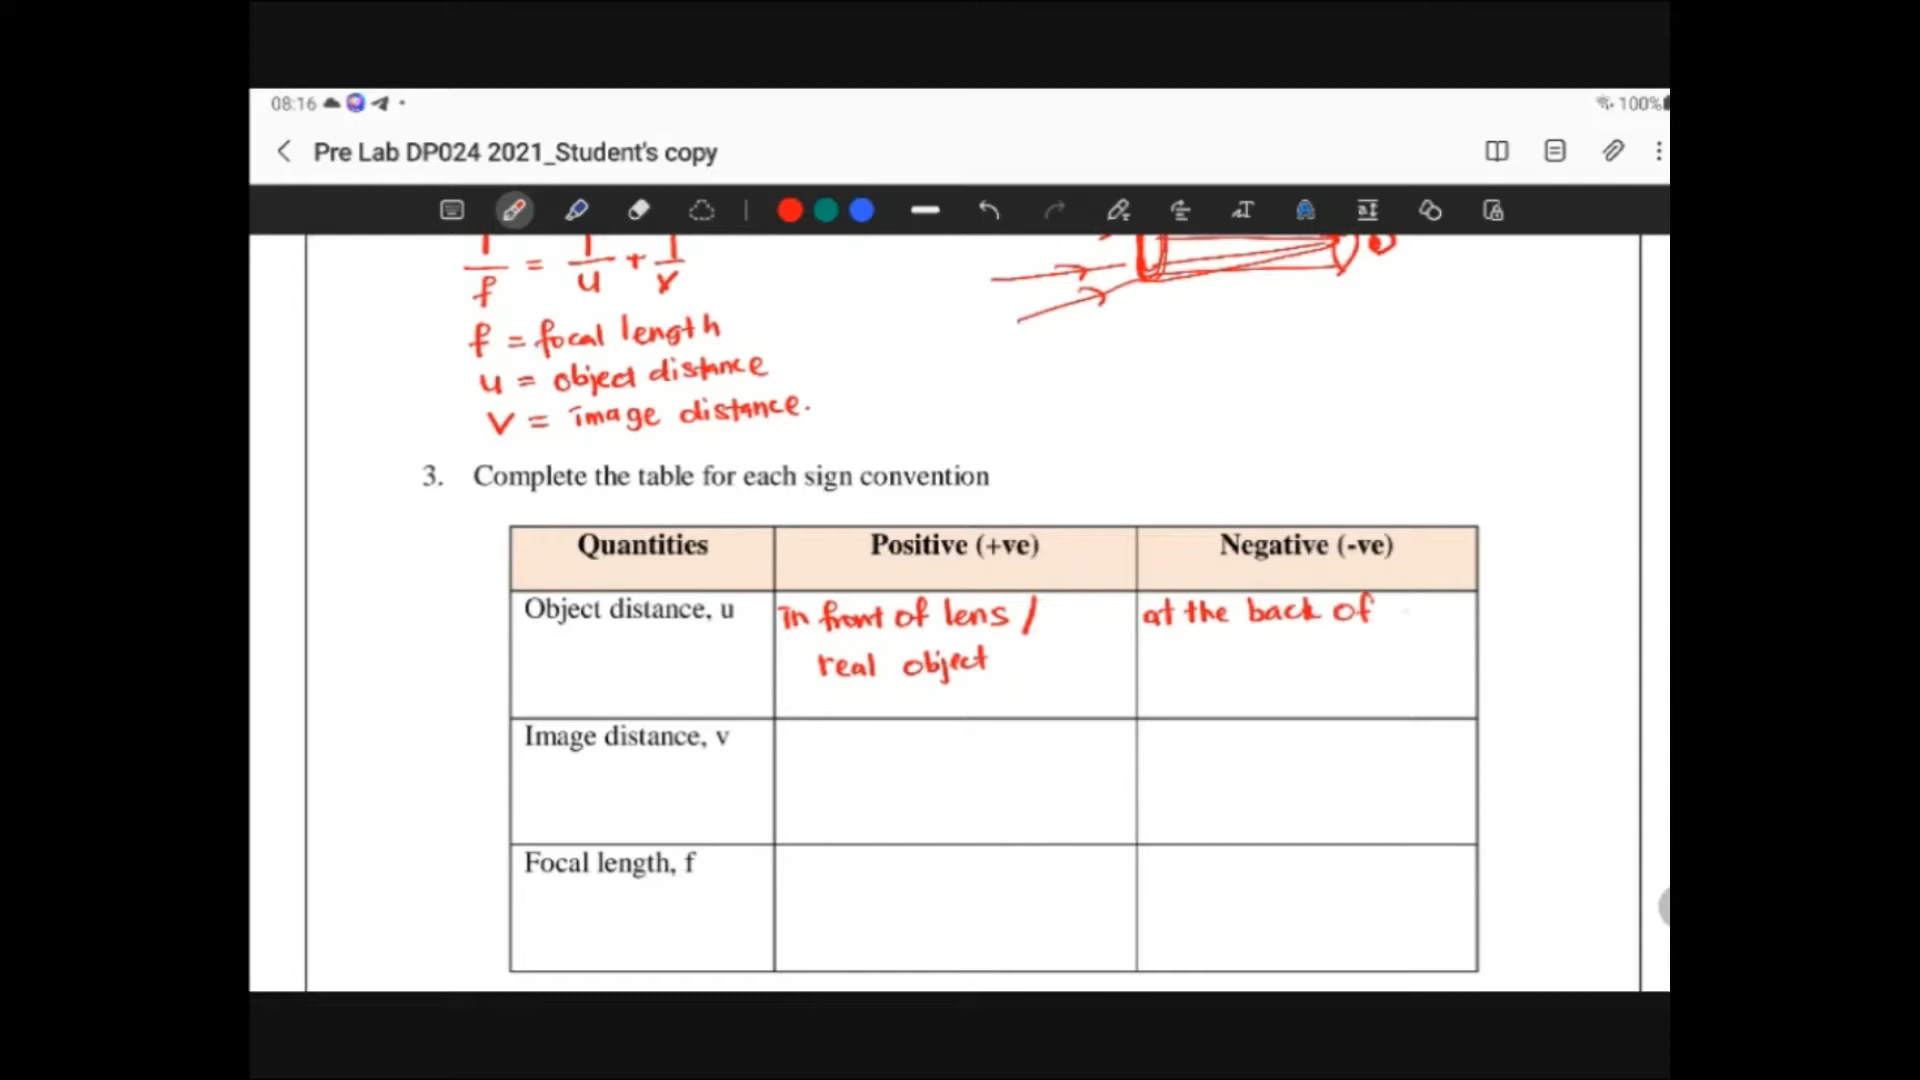 08:16
100%
Pre Lab DP024 2021_Student's copy
1/f = 1/u + 1/v
f = focal length
u = object distance
v = image distance.
3. Complete the table for each sign convention
Quantities Positive (+ve) Negative (-ve)
Object distance, u in front of lens / at the back of
real object
Image distance, v
Focal length, f